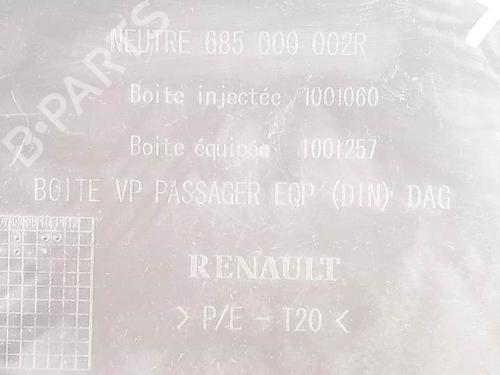 NEUTRE 685 000 002R
Boite injectée 1001060
Boite équipée 1001257
BOITE VP PASSAGER EQP (DIN) DAG
RENAULT
> P/E - T20 <
B-PARTS